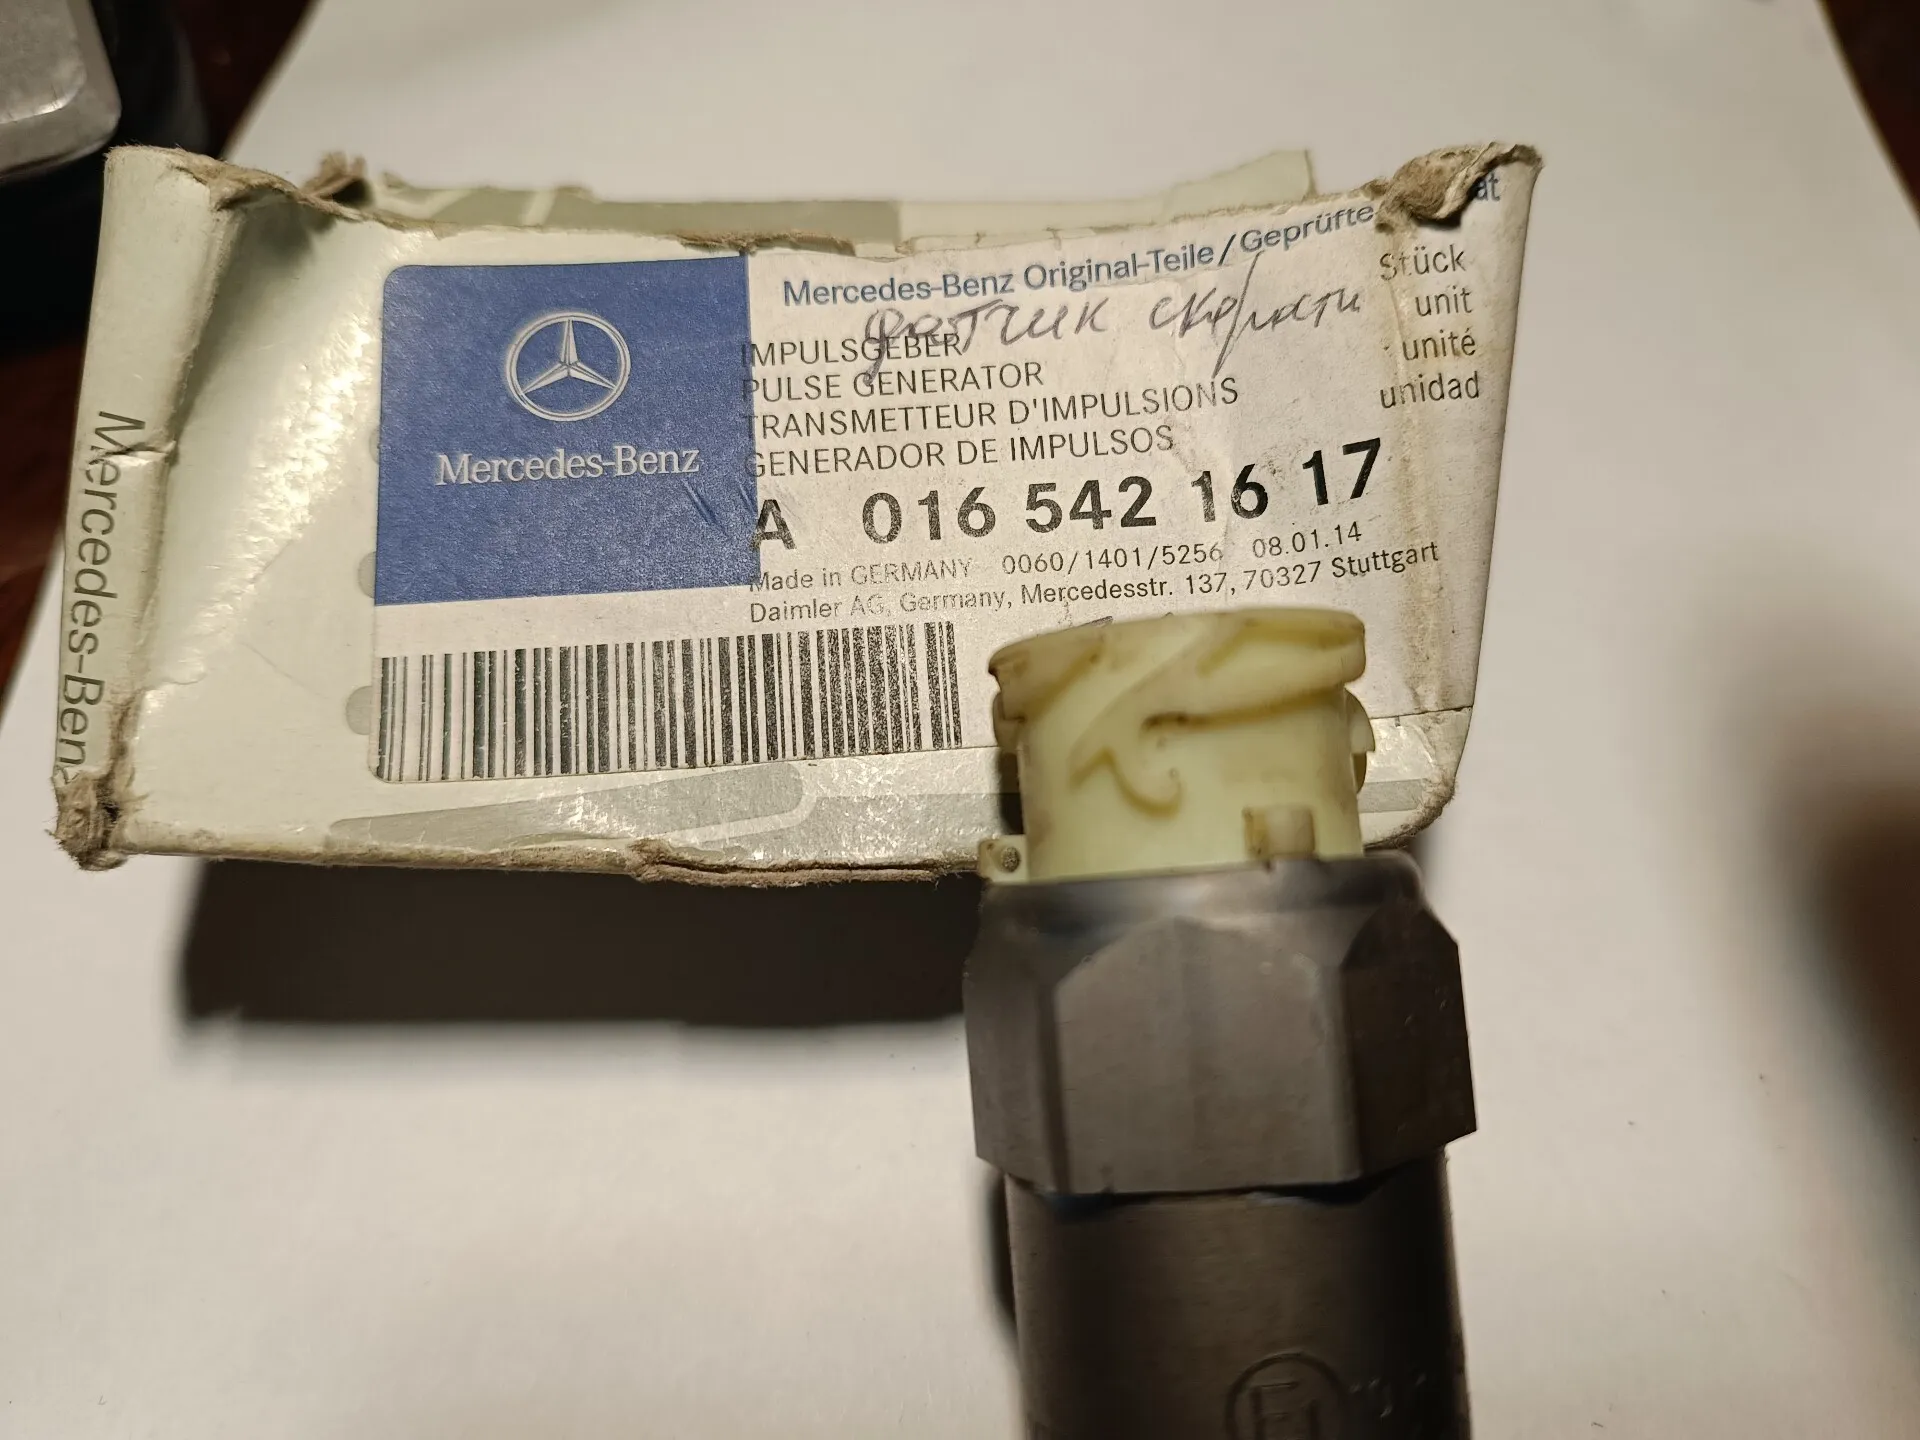 Mercedes-Benz
Mercedes-Benz
Mercedes-Benz Original-Teile/Geprüfte
датчик скорости
Stück
unit
unité
unidad
IMPULSGEBER
PULSE GENERATOR
TRANSMETTEUR D'IMPULSIONS
GENERADOR DE IMPULSOS
A 016 542 16 17
Made in GERMANY 0060/1401/5256 08.01.14
Daimler AG, Germany, Mercedesstr. 137, 70327 Stuttgart
E1